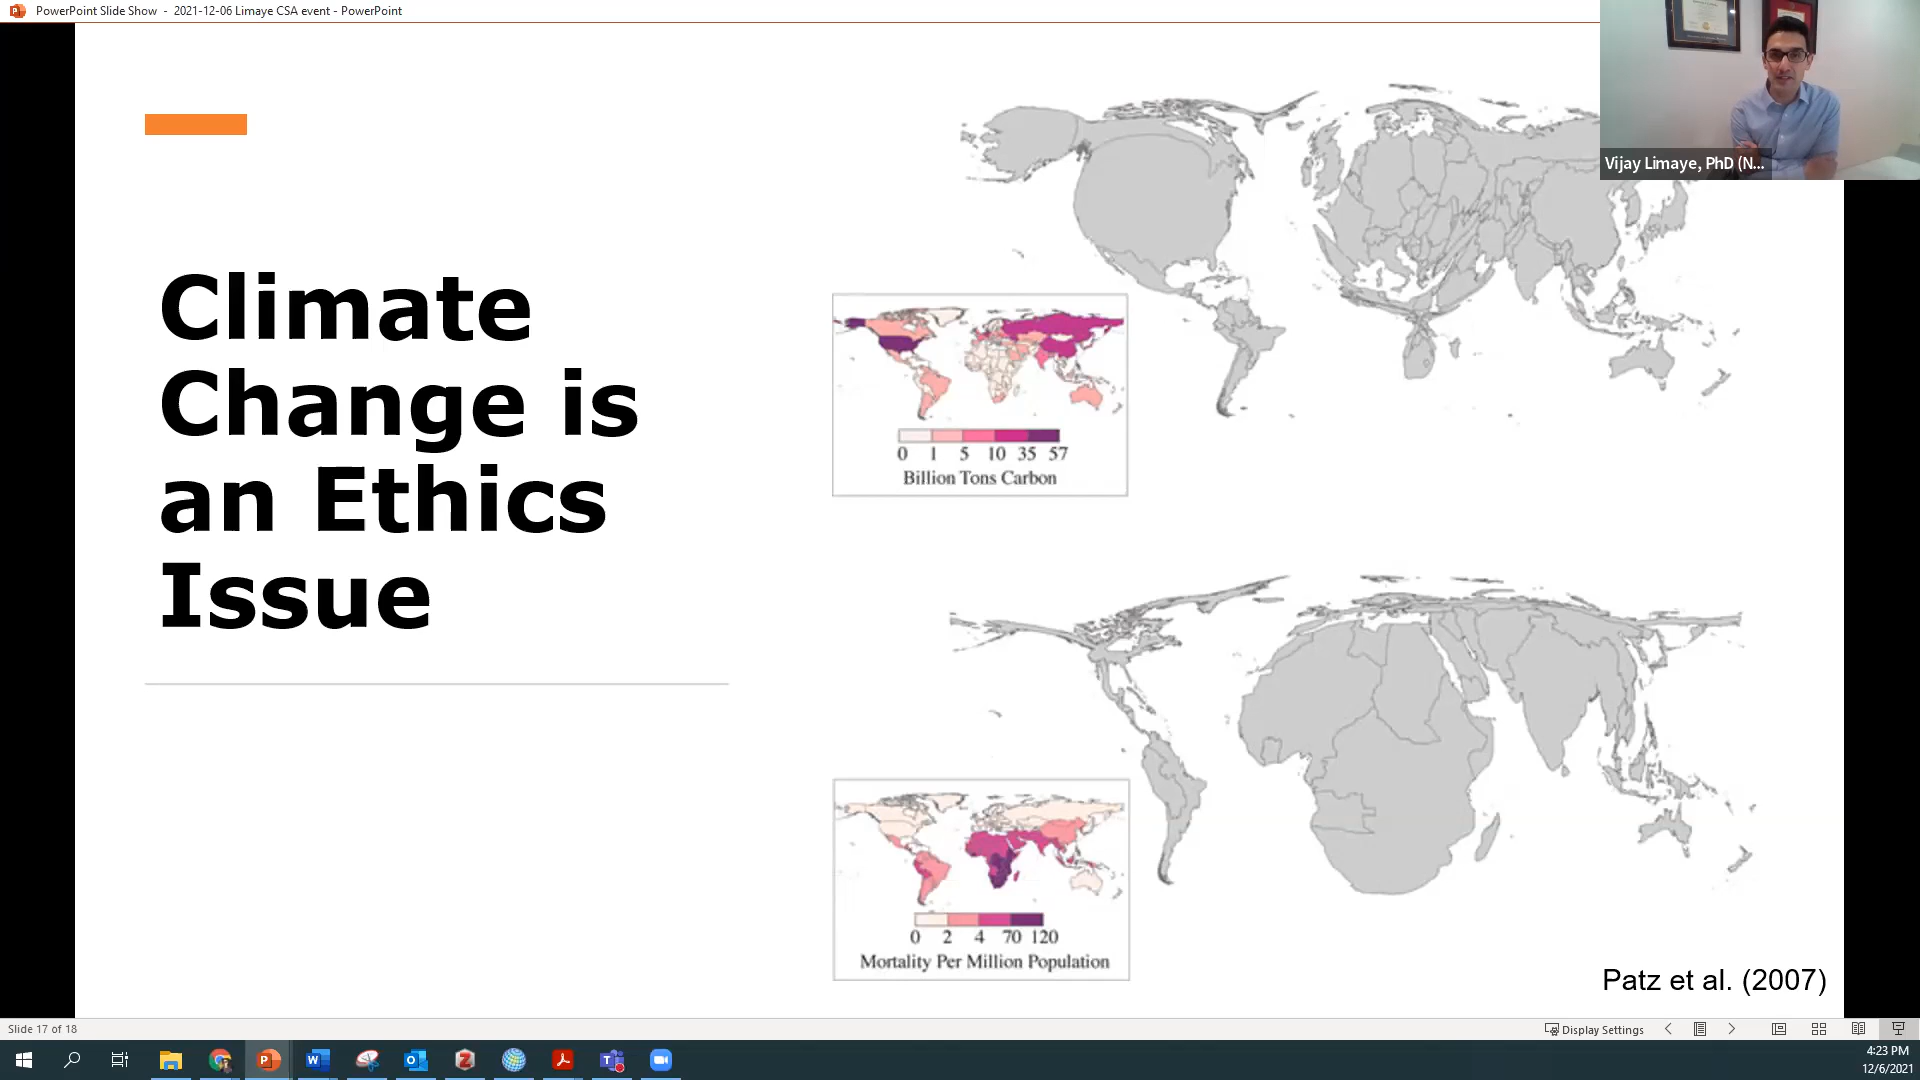 PowerPoint Slide Show - 2021-12-06 Limaye CSA event - PowerPoint
Vijay Limaye, PhD (N...
Climate
Change is
an Ethics
Issue
0 1 5 10 35 57
Billion Tons Carbon
0 2 4 70 120
Mortality Per Million Population
Patz et al. (2007)
Slide 17 of 18
Display Settings
4:23 PM
12/6/2021